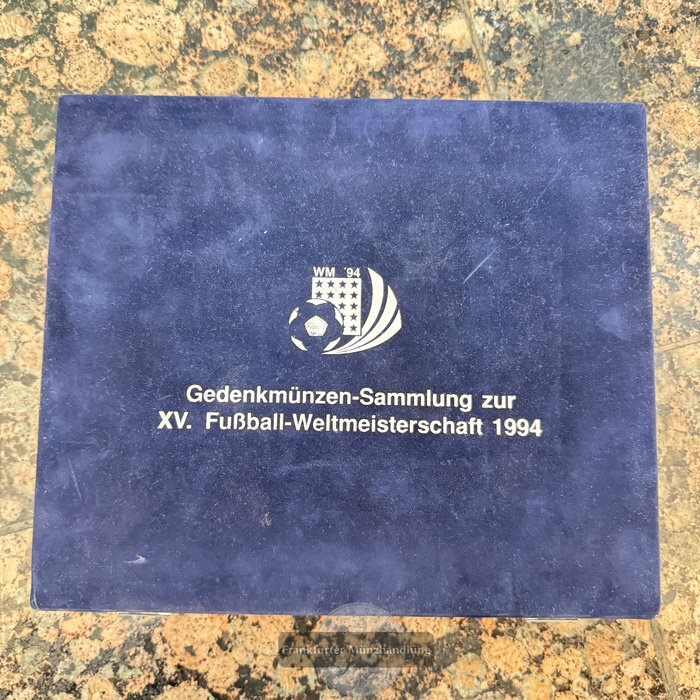 WM '94
Gedenkmünzen-Sammlung zur
XV. Fußball-Weltmeisterschaft 1994
Frankfurter Münzhandlung